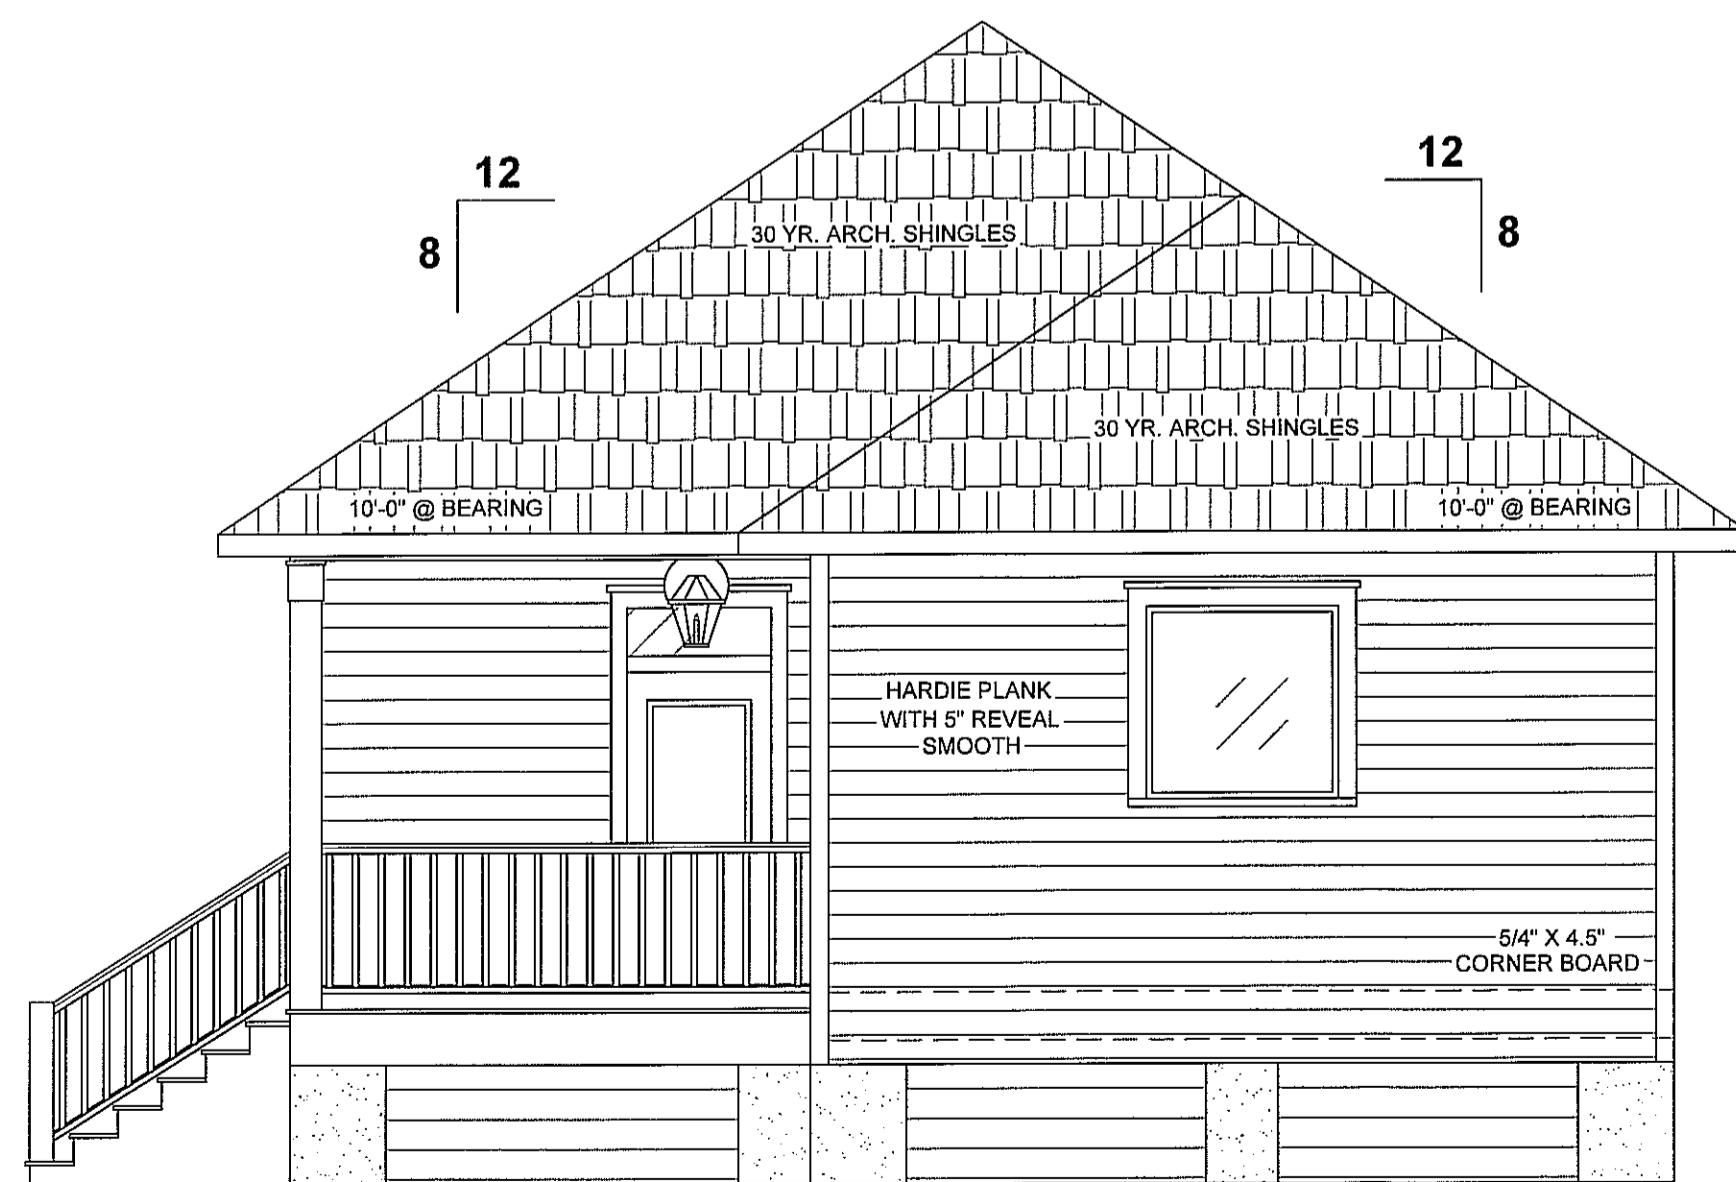 12
12
8
8
30 YR. ARCH. SHINGLES
30 YR. ARCH. SHINGLES
10'-0" @ BEARING
10'-0" @ BEARING
HARDIE PLANK
WITH 5" REVEAL
SMOOTH
5/4" X 4.5"
CORNER BOARD